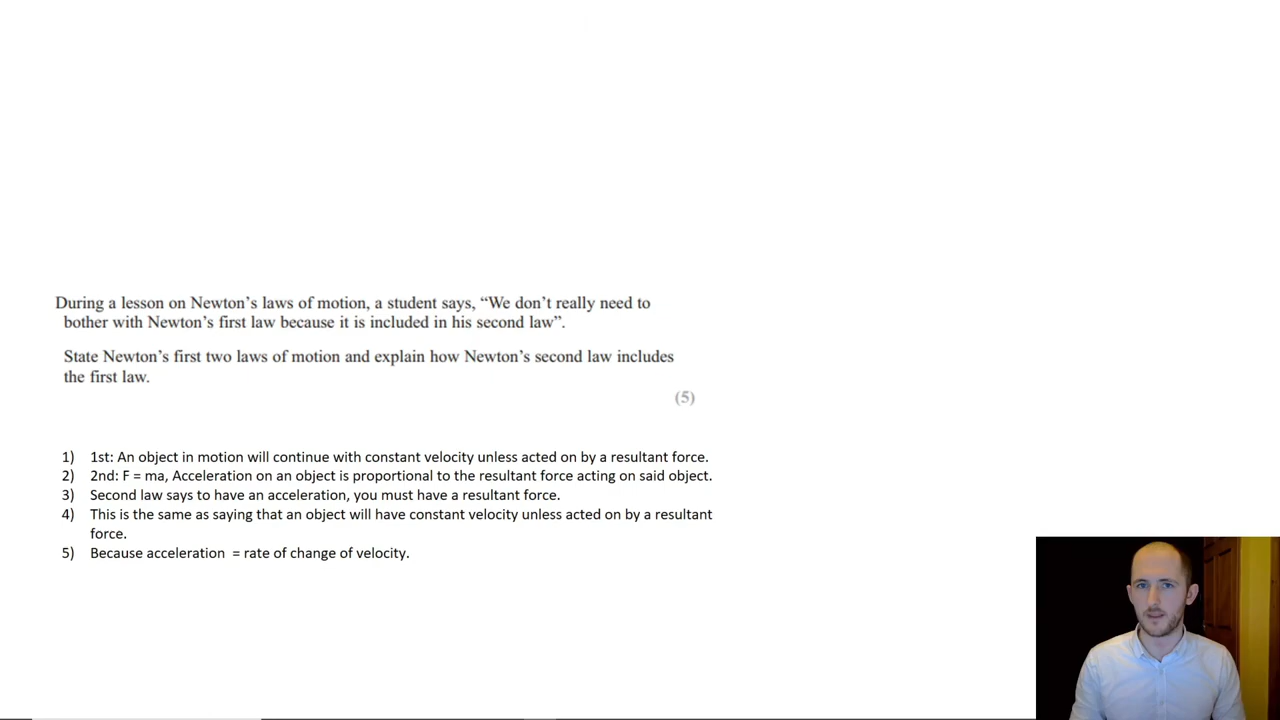 During a lesson on Newton's laws of motion, a student says, “We don't really need to
bother with Newton's first law because it is included in his second law”.
State Newton's first two laws of motion and explain how Newton's second law includes
the first law.
(5)
1) 1st: An object in motion will continue with constant velocity unless acted on by a resultant force.
2) 2nd: F = ma, Acceleration on an object is proportional to the resultant force acting on said object.
3) Second law says to have an acceleration, you must have a resultant force.
4) This is the same as saying that an object will have constant velocity unless acted on by a resultant
force.
5) Because acceleration = rate of change of velocity.